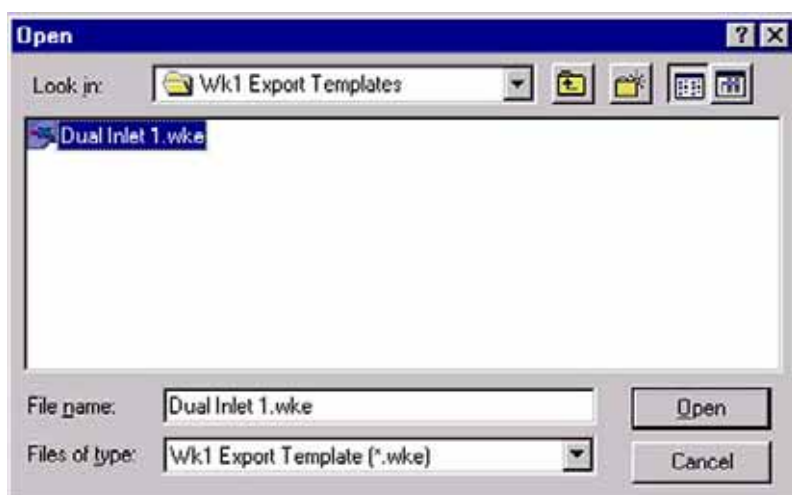 Open
Look in: Wk1 Export Templates
Dual Inlet 1.wke
File name: Dual Inlet 1.wke
Open
Files of type: Wk1 Export Template (*.wke)
Cancel